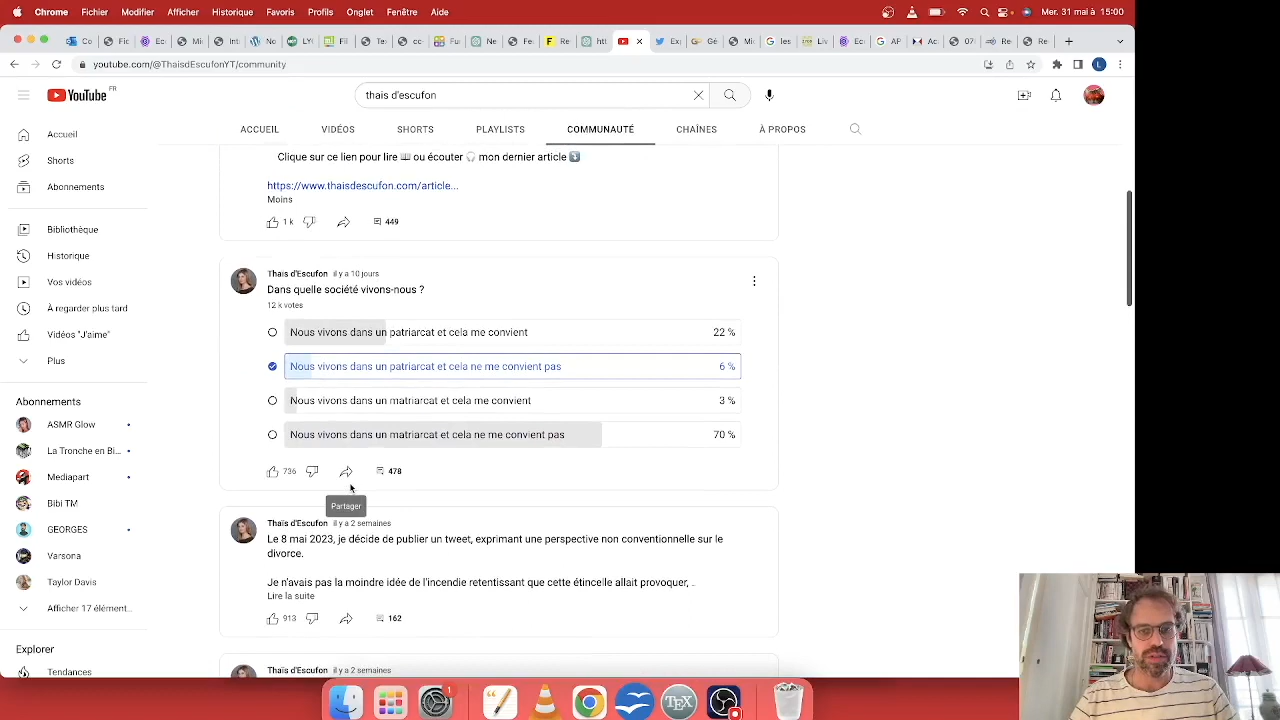 Chrome Fichier Modifier Afficher Historique Favoris Profils Onglet Fenêtre Aide Mer. 31 mai à 15:00
youtube.com/@ThaisdEscufonYT/community
YouTube FR
thais d'escufon
ACCUEIL VIDÉOS SHORTS PLAYLISTS COMMUNAUTÉ CHAÎNES À PROPOS
Accueil
Shorts
Abonnements
Bibliothèque
Historique
Vos vidéos
À regarder plus tard
Vidéos "J'aime"
Plus
Abonnements
ASMR Glow
La Tronche en Bi...
Mediapart
Bibi TM
GEORGES
Varsona
Taylor Davis
Afficher 17 élément...
Explorer
Tendances
Clique sur ce lien pour lire ou écouter mon dernier article
https://www.thaisdescufon.com/article...
Moins
1 k 449
Thaïs d'Escufon il y a 10 jours
Dans quelle société vivons-nous ?
12 k votes
Nous vivons dans un patriarcat et cela me convient 22 %
Nous vivons dans un patriarcat et cela ne me convient pas 6 %
Nous vivons dans un matriarcat et cela me convient 3 %
Nous vivons dans un matriarcat et cela ne me convient pas 70 %
736 478
Partager
Thaïs d'Escufon il y a 2 semaines
Le 8 mai 2023, je décide de publier un tweet, exprimant une perspective non conventionnelle sur le
divorce.
Je n'avais pas la moindre idée de l'incendie retentissant que cette étincelle allait provoquer, ..
Lire la suite
913 162
Thaïs d'Escufon il y a 2 semaines
TEX